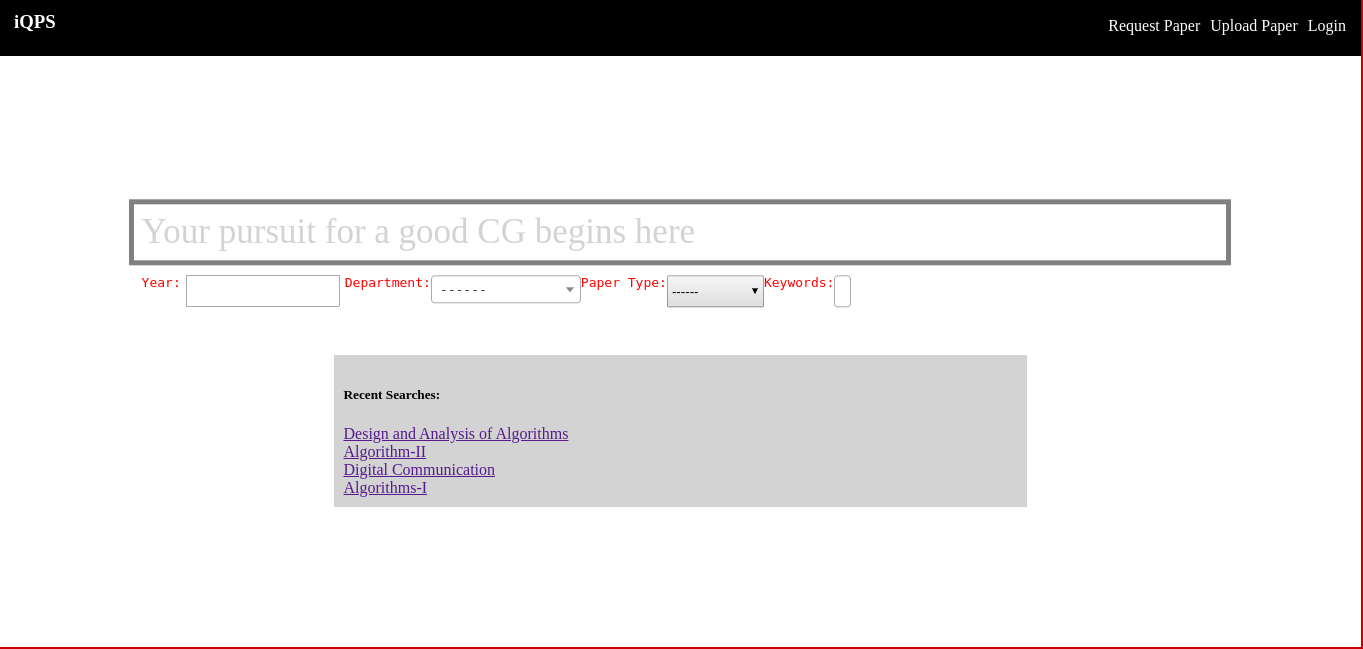 iQPS
Request Paper Upload Paper Login
Your pursuit for a good CG begins here
Year: Department: ------ Paper Type: ------ Keywords:
Recent Searches:
Design and Analysis of Algorithms
Algorithm-II
Digital Communication
Algorithms-I